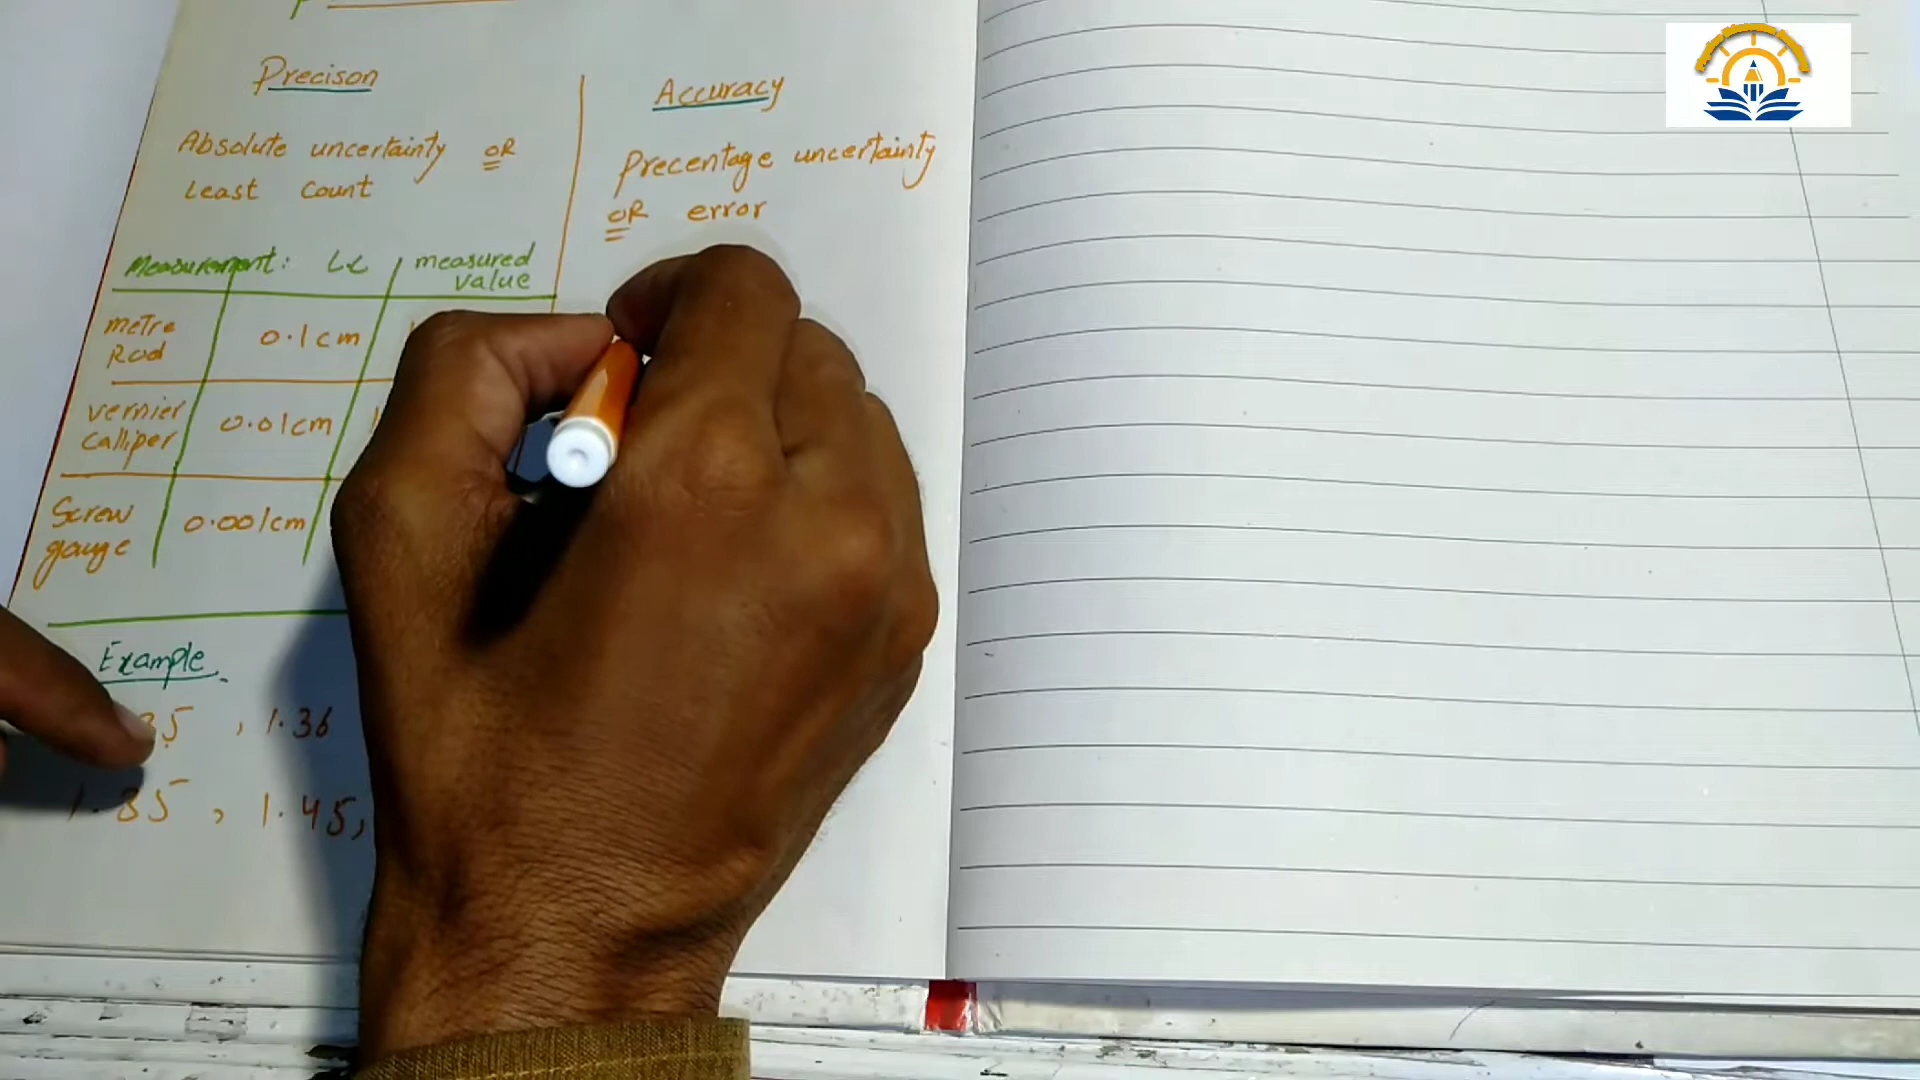 Precison
Absolute uncertainty OR
Least count
Measurement: LC measured value
Metre Rod 0.1cm
vernier calliper 0.01cm
Screw gauge 0.001cm
Example
, 1.36
1.35 , 1.45,
Accuracy
Precentage uncertainty
OR error